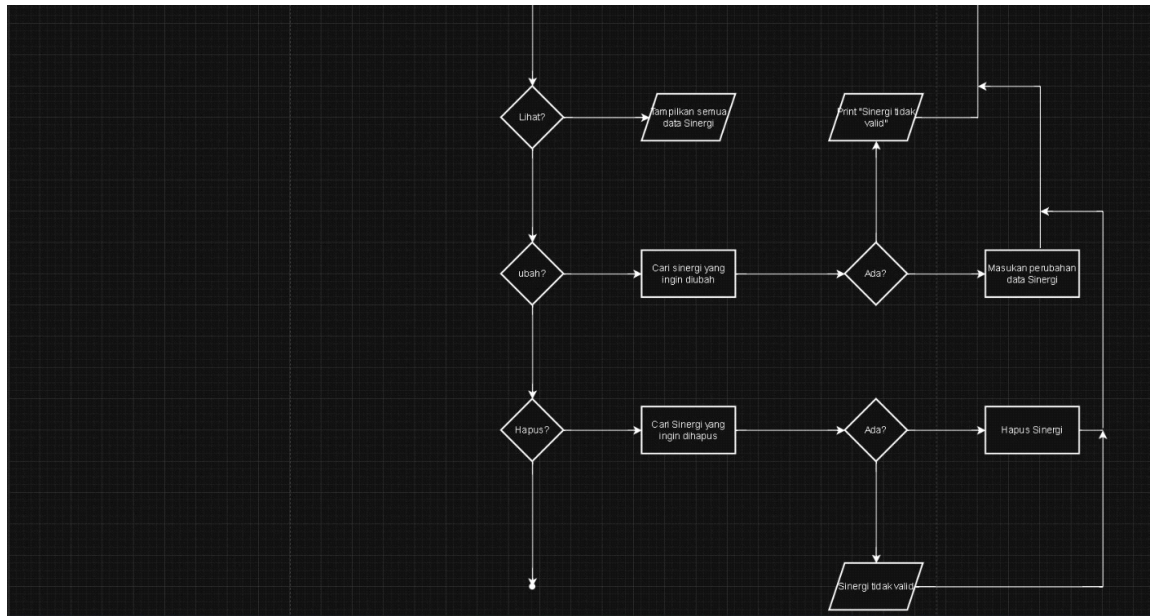 Lihat?
Tampilkan semua
data Sinergi
Print "Sinergi tidak
valid"
ubah?
Cari sinergi yang
ingin diubah
Ada?
Masukan perubahan
data Sinergi
Hapus?
Cari Sinergi yang
ingin dihapus
Ada?
Hapus Sinergi
Sinergi tidak valid